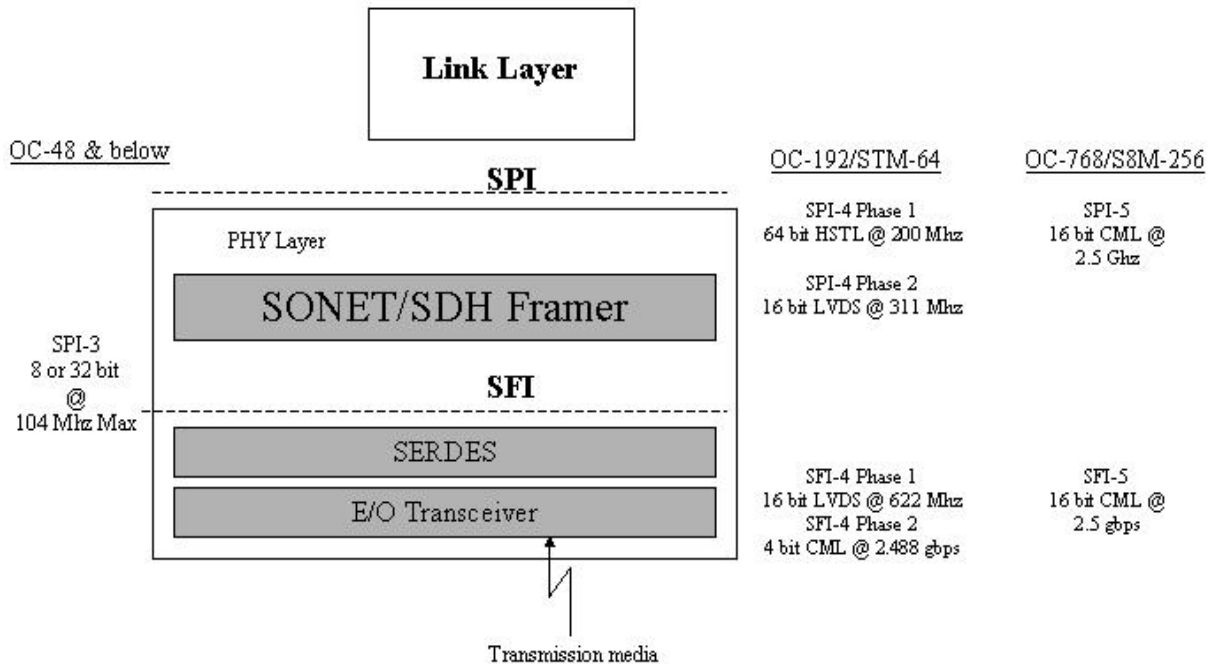 Link Layer
OC-48 & below
OC-192/STM-64
OC-768/S8M-256
SPI
PHY Layer
SPI-4 Phase 1
64 bit HSTL @ 200 Mhz
SPI-5
16 bit CML @
2.5 Ghz
SONET/SDH Framer
SPI-4 Phase 2
16 bit LVDS @ 311 Mhz
SPI-3
8 or 32 bit
@
104 Mhz Max
SFI
SERDES
E/O Transceiver
SFI-4 Phase 1
16 bit LVDS @ 622 Mhz
SFI-4 Phase 2
4 bit CML @ 2.488 gbps
SFI-5
16 bit CML @
2.5 gbps
Transmission media